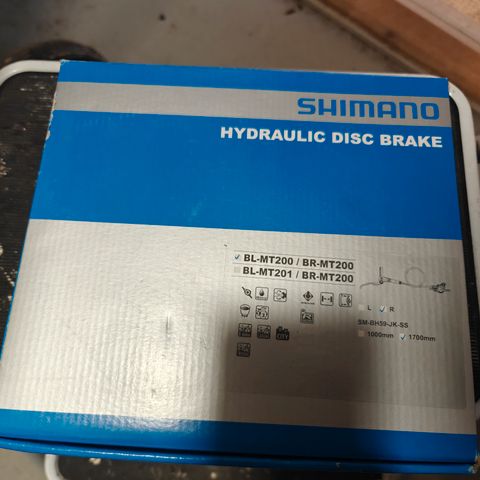 SHIMANO
HYDRAULIC DISC BRAKE
BL-MT200 / BR-MT200
BL-MT201 / BR-MT200
L R
SM-BH59-JK-SS
1000mm 1700mm